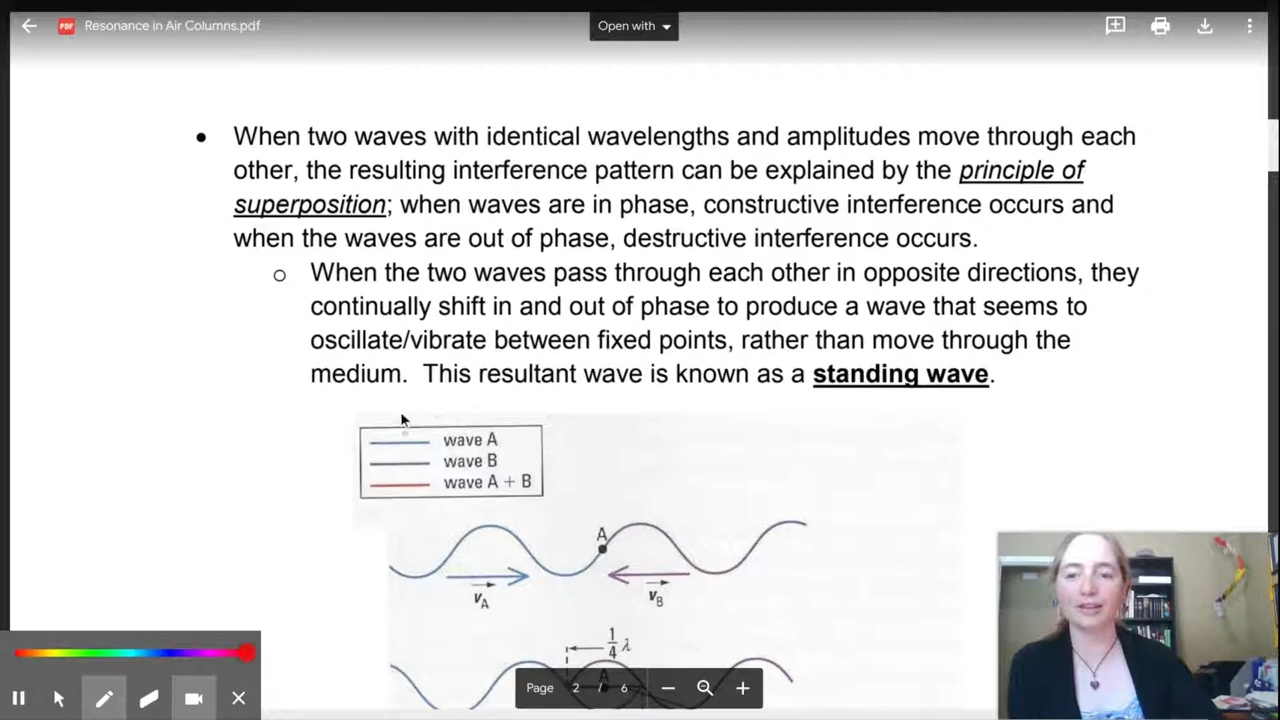 Resonance in Air Columns.pdf
Open with
PDF
• When two waves with identical wavelengths and amplitudes move through each
other, the resulting interference pattern can be explained by the principle of
superposition; when waves are in phase, constructive interference occurs and
when the waves are out of phase, destructive interference occurs.
o When the two waves pass through each other in opposite directions, they
continually shift in and out of phase to produce a wave that seems to
oscillate/vibrate between fixed points, rather than move through the
medium. This resultant wave is known as a standing wave.
wave A
wave B
wave A + B
A
vA
vB
1/4 λ
A
Page 2 / 6